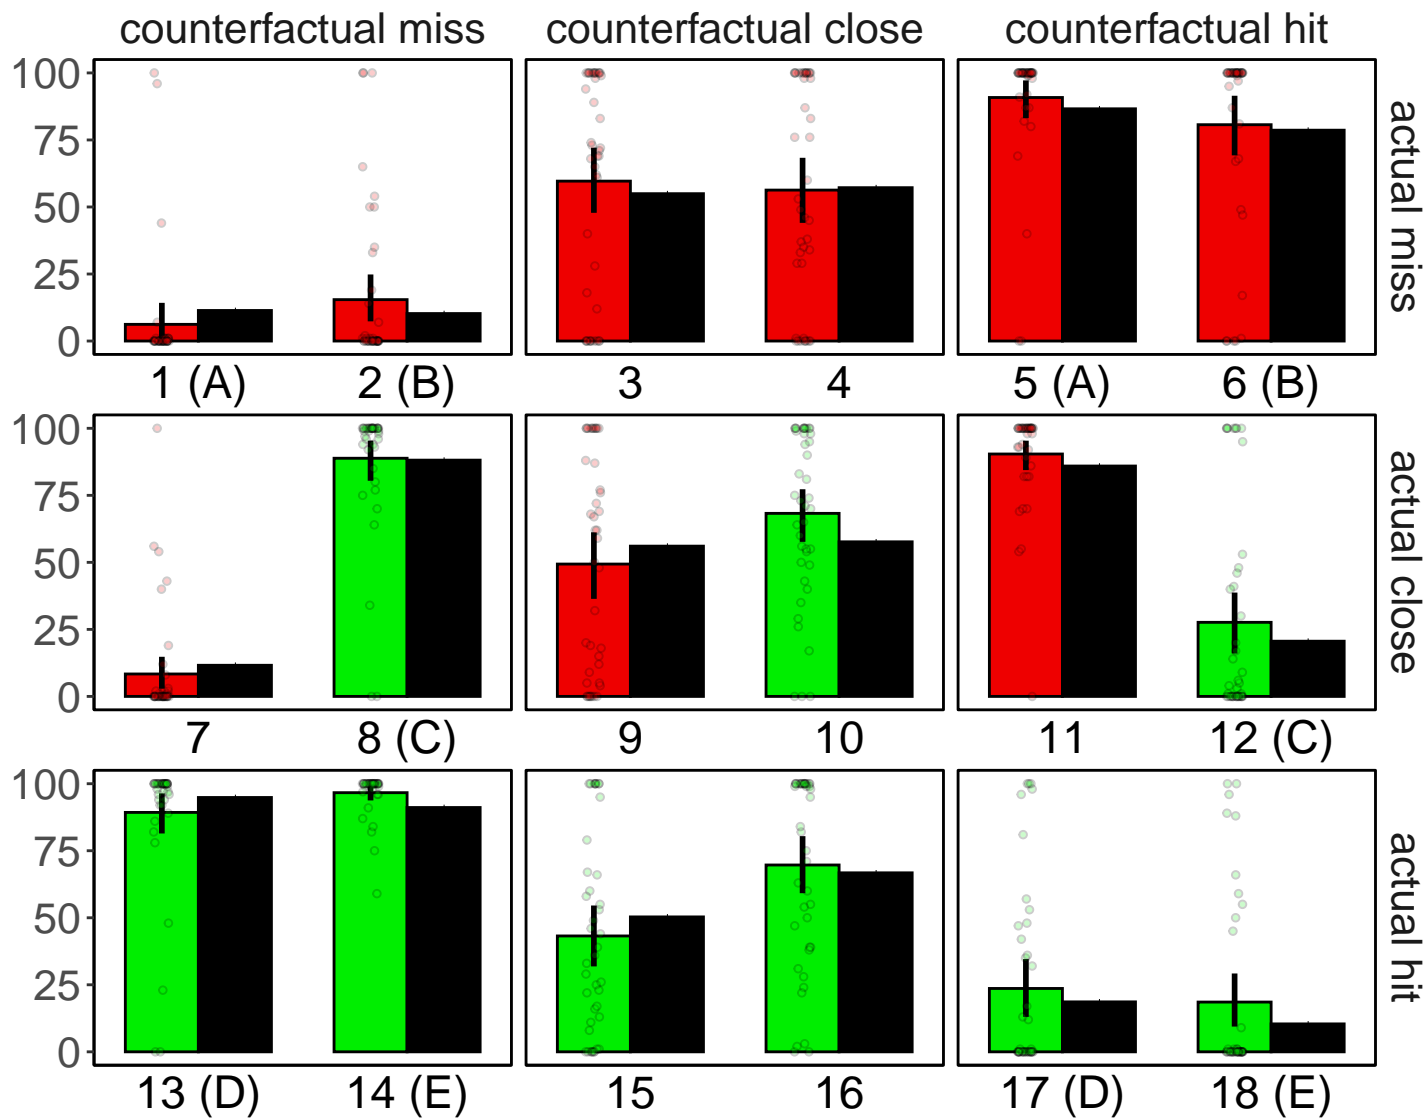 counterfactual miss counterfactual close counterfactual hit
100
75
50
25
0
actual miss
1 (A) 2 (B) 3 4 5 (A) 6 (B)
100
75
50
25
0
actual close
7 8 (C) 9 10 11 12 (C)
100
75
50
25
0
actual hit
13 (D) 14 (E) 15 16 17 (D) 18 (E)